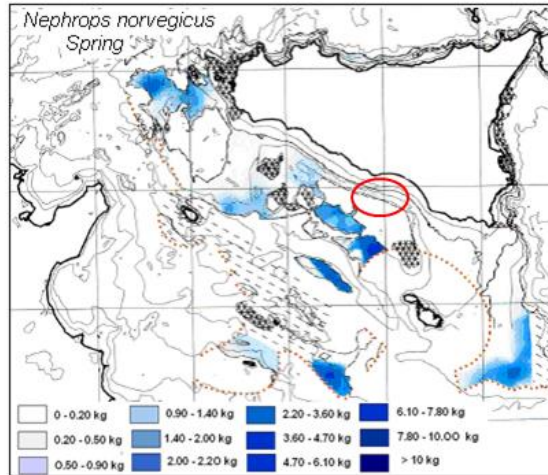 Nephrops norvegicus
Spring
0 - 0.20 kg
0.20 - 0.50 kg
0.50 - 0.90 kg
0.90 - 1.40 kg
1.40 - 2.00 kg
2.00 - 2.20 kg
2.20 - 3.60 kg
3.60 - 4.70 kg
4.70 - 6.10 kg
6.10 - 7.80 kg
7.80 - 10.00 kg
> 10 kg